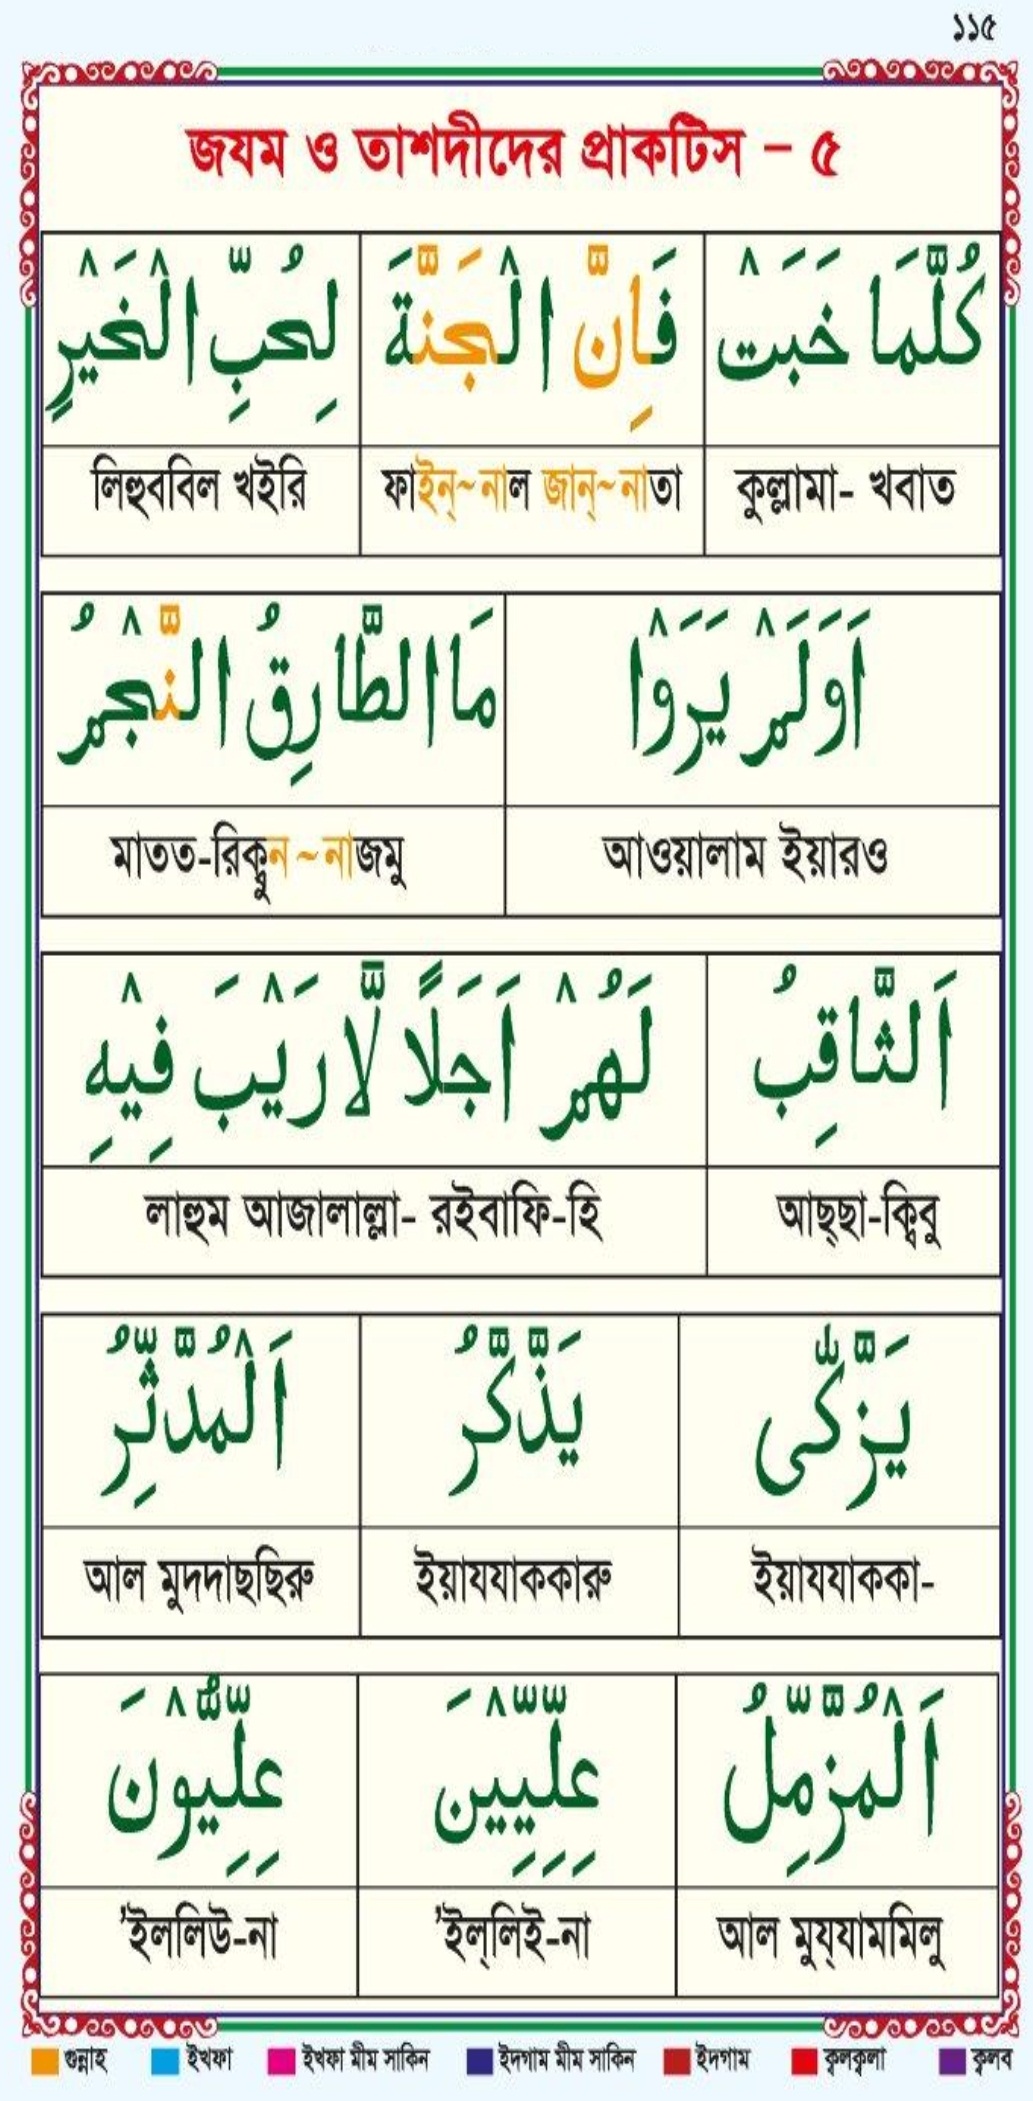 ১১৫
জযম ও তাশদীদের প্রাকটিস - ৫
كُلَّمَا خَبَتْ
فَاِنَّ الْجَنَّةَ
لِحُبِّ الْخَيْرِ
কুল্লামা- খবাত
ফাইন্~নাল জান্~নাতা
লিহুববিল খইরি
اَوَلَمْ يَرَوْا
مَا الطَّارِقُ النَّجْمُ
আওয়ালাম ইয়ারও
মাতত-রিক্বুন ~ নাজমু
اَلثَّاقِبُ
لَهُمْ اَجَلًا لَّا رَيْبَ فِيْهِ
আছ্ছা-ক্বিবু
লাহুম আজালাল্লা- রইবাফি-হি
يَزَّكّٰى
يَذَّكَّرُ
اَلْمُدَّثِّرُ
ইয়াযযাককা-
ইয়াযযাককারু
আল মুদদাছছিরু
اَلْمُزَّمِّلُ
عِلِّيِّيْنَ
عِلِّيُّوْنَ
আল মুয্যামমিলু
'ইল্লিই-না
'ইললিউ-না
গুন্নাহ ইখফা ইখফা মীম সাকিন ইদগাম মীম সাকিন ইদগাম ক্বলক্বলা ক্বলব